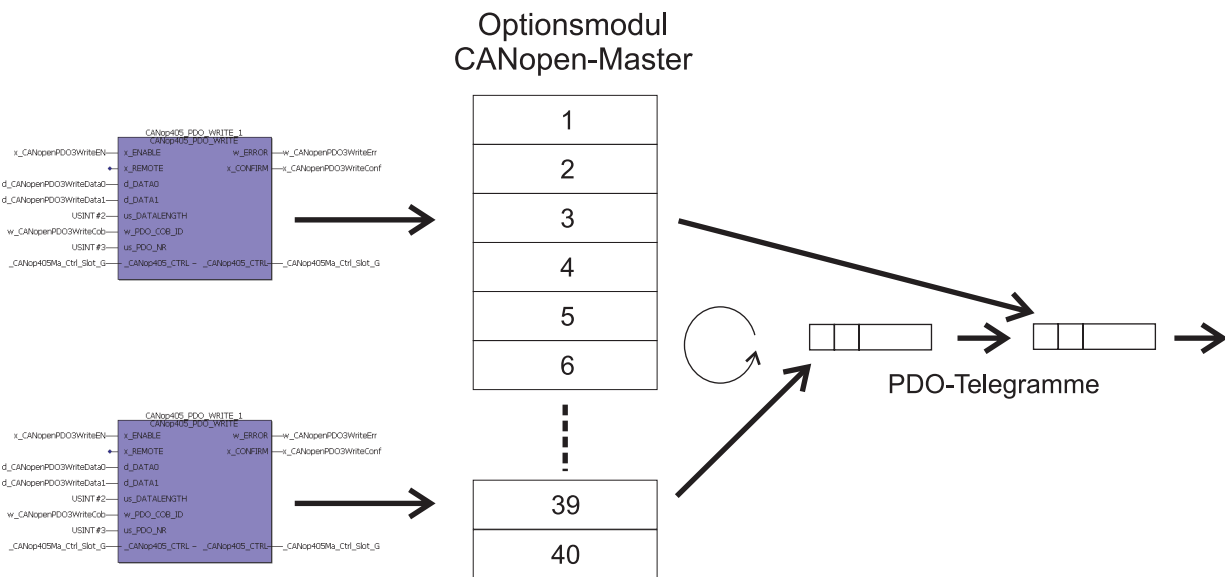 Optionsmodul
CANopen-Master
CANop405_PDO_WRITE_1
CANop405_PDO_WRITE
x_CANopenPDO3WriteEN x_ENABLE w_ERROR w_CANopenPDO3WriteErr
x_REMOTE x_CONFIRM x_CANopenPDO3WriteConf
d_CANopenPDO3WriteData0 d_DATA0
d_CANopenPDO3WriteData1 d_DATA1
USINT#2 us_DATALENGTH
w_CANopenPDO3WriteCob w_PDO_COB_ID
USINT#3 us_PDO_NR
_CANop405Ma_Ctrl_Slot_G _CANop405_CTRL – _CANop405_CTRL _CANop405Ma_Ctrl_Slot_G
1
2
3
4
5
6
PDO-Telegramme
CANop405_PDO_WRITE_1
CANop405_PDO_WRITE
x_CANopenPDO3WriteEN x_ENABLE w_ERROR w_CANopenPDO3WriteErr
x_REMOTE x_CONFIRM x_CANopenPDO3WriteConf
d_CANopenPDO3WriteData0 d_DATA0
d_CANopenPDO3WriteData1 d_DATA1
USINT#2 us_DATALENGTH
w_CANopenPDO3WriteCob w_PDO_COB_ID
USINT#3 us_PDO_NR
_CANop405Ma_Ctrl_Slot_G _CANop405_CTRL – _CANop405_CTRL _CANop405Ma_Ctrl_Slot_G
39
40